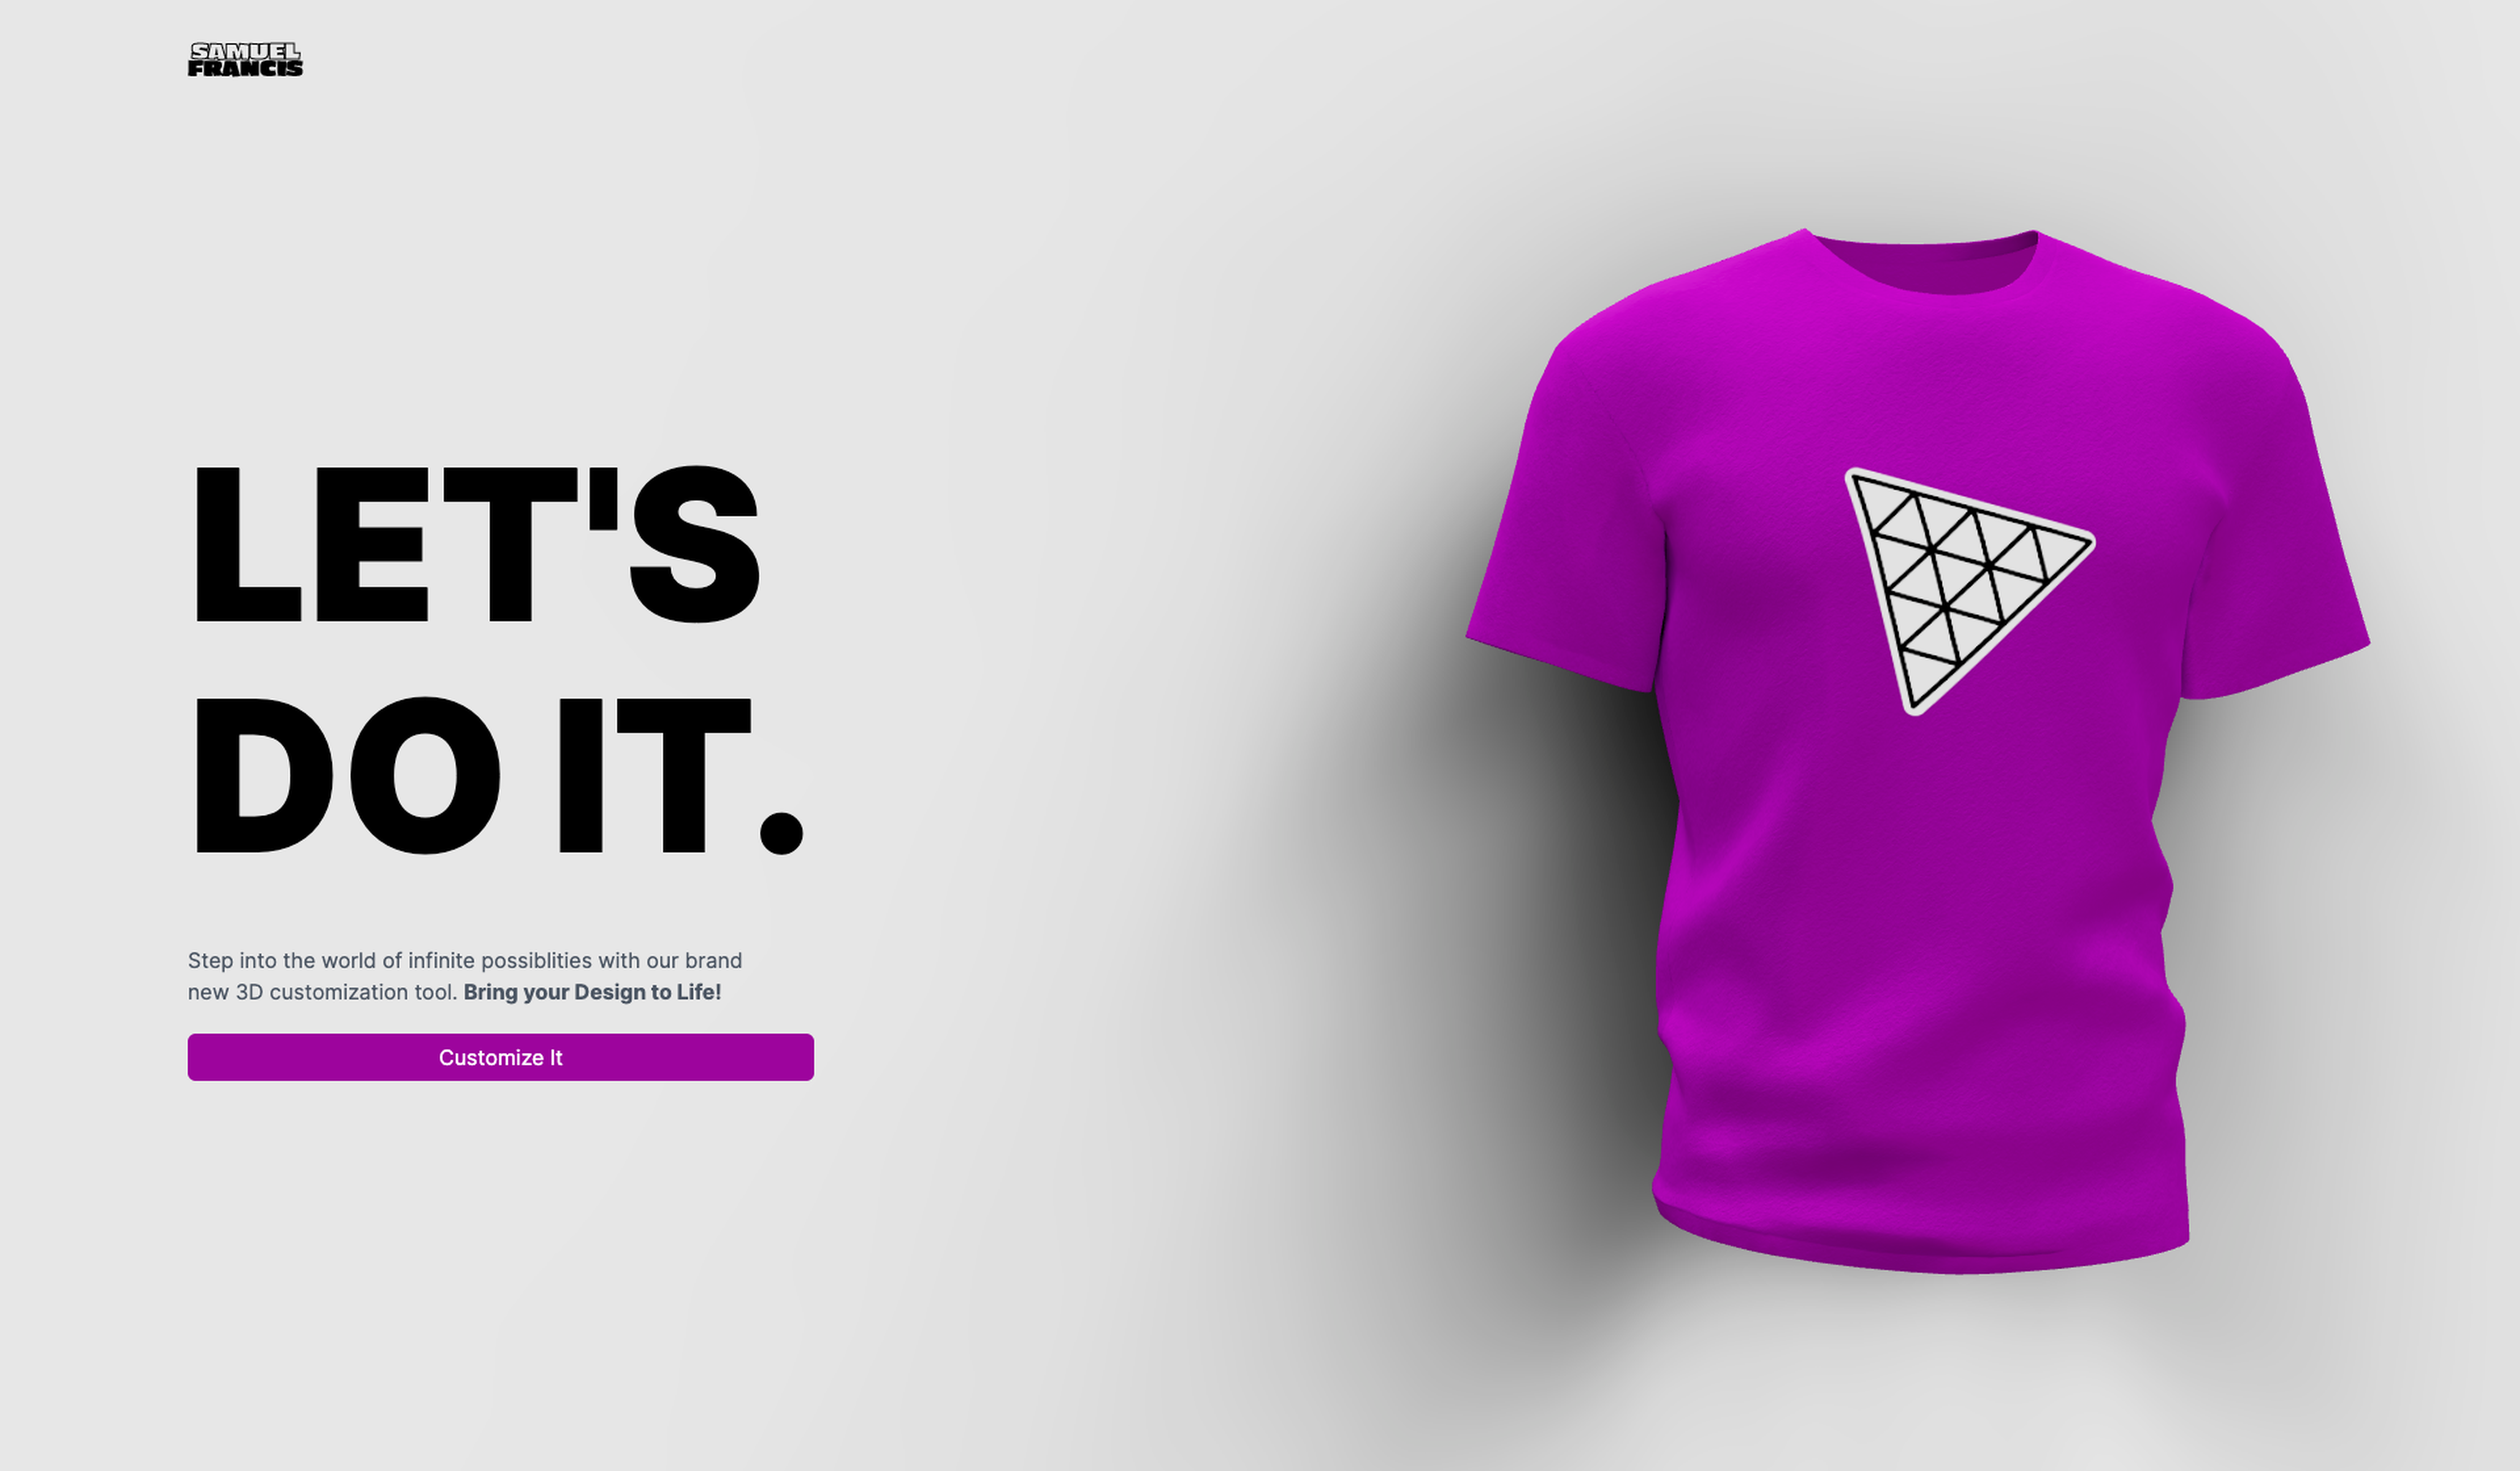 SAMUEL
FRANCIS
LET'S
DO IT.
Step into the world of infinite possiblities with our brand
new 3D customization tool. Bring your Design to Life!
Customize It